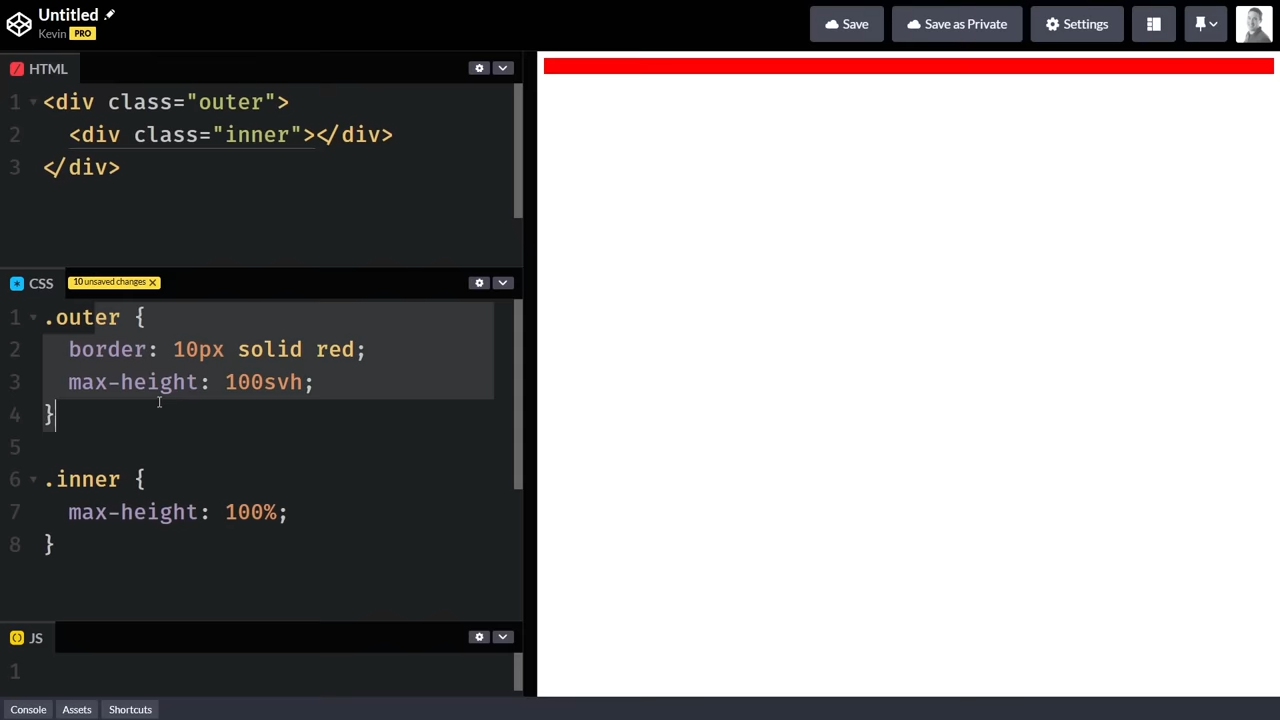 Untitled
Kevin PRO
Save
Save as Private
Settings
HTML
1 <div class="outer">
2 <div class="inner"></div>
3 </div>
CSS 10 unsaved changes ×
1 .outer {
2 border: 10px solid red;
3 max-height: 100svh;
4 }
5
6 .inner {
7 max-height: 100%;
8 }
JS
1
Console Assets Shortcuts